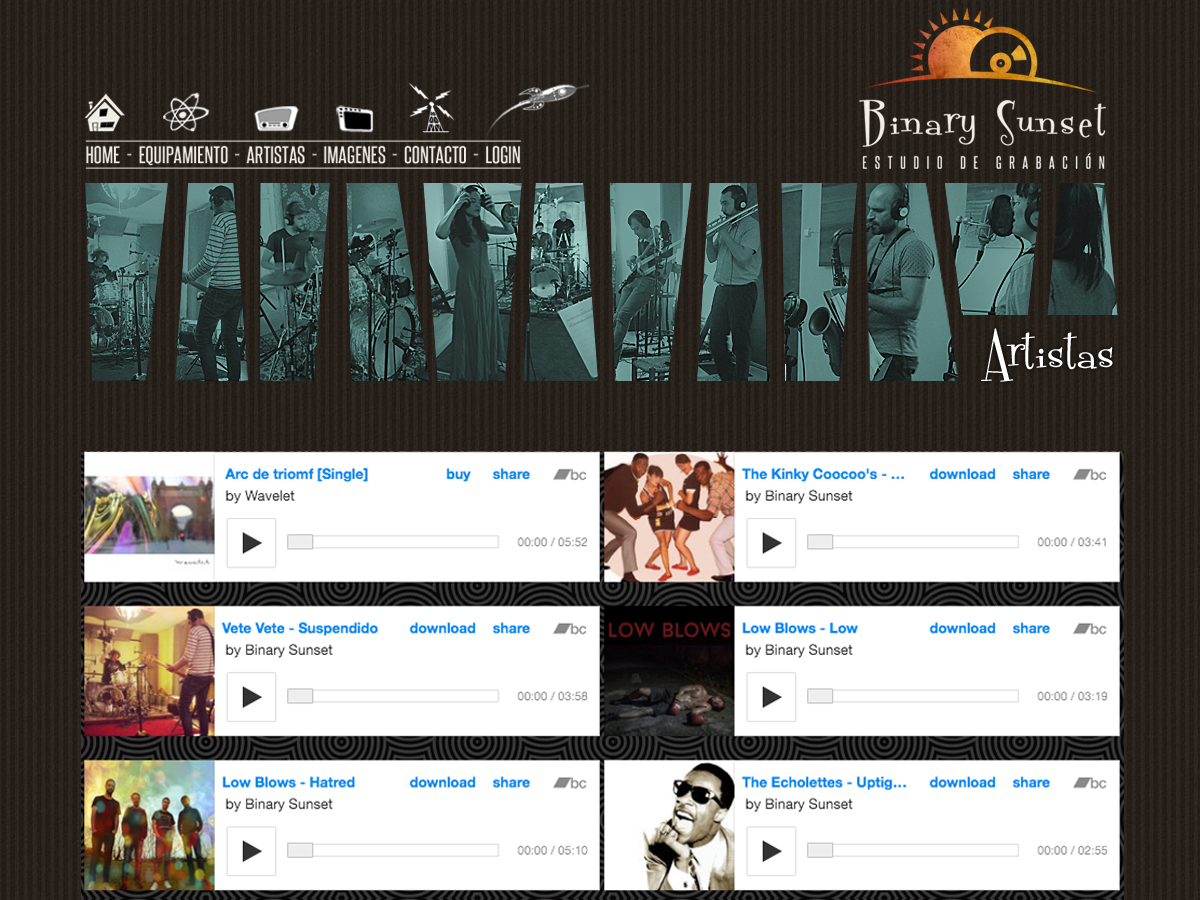 Binary Sunset
ESTUDIO DE GRABACIÓN
HOME - EQUIPAMIENTO - ARTISTAS - IMAGENES - CONTACTO - LOGIN
Artistas
Arc de triomf [Single] buy share bc
by Wavelet
00:00 / 05:52
wavelet
The Kinky Coocoo's - ... download share bc
by Binary Sunset
00:00 / 03:41
Vete Vete - Suspendido download share bc
by Binary Sunset
00:00 / 03:58
LOW BLOWS
Low Blows - Low download share bc
by Binary Sunset
00:00 / 03:19
Low Blows - Hatred download share bc
by Binary Sunset
00:00 / 05:10
The Echolettes - Uptig... download share bc
by Binary Sunset
00:00 / 02:55